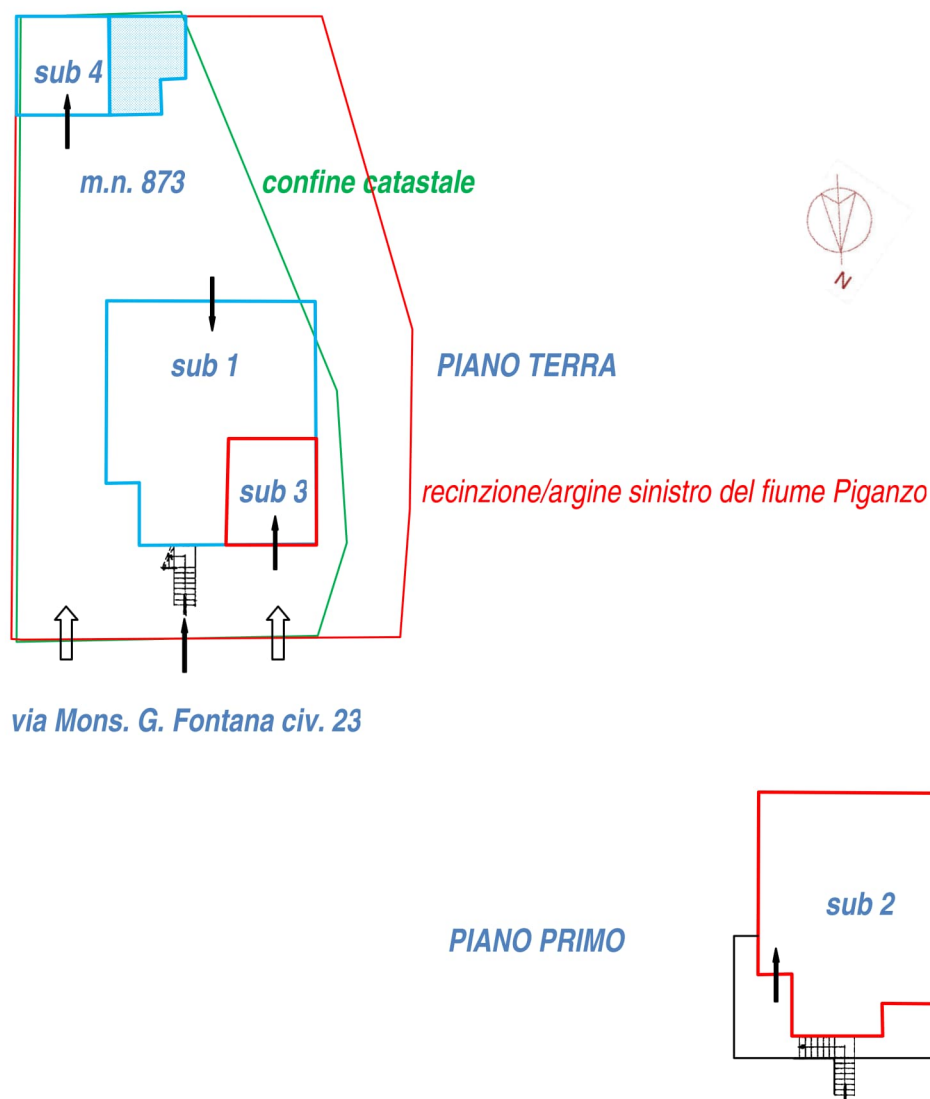 sub 4
m.n. 873
confine catastale
N
sub 1
PIANO TERRA
sub 3
recinzione/argine sinistro del fiume Piganzo
via Mons. G. Fontana civ. 23
sub 2
PIANO PRIMO